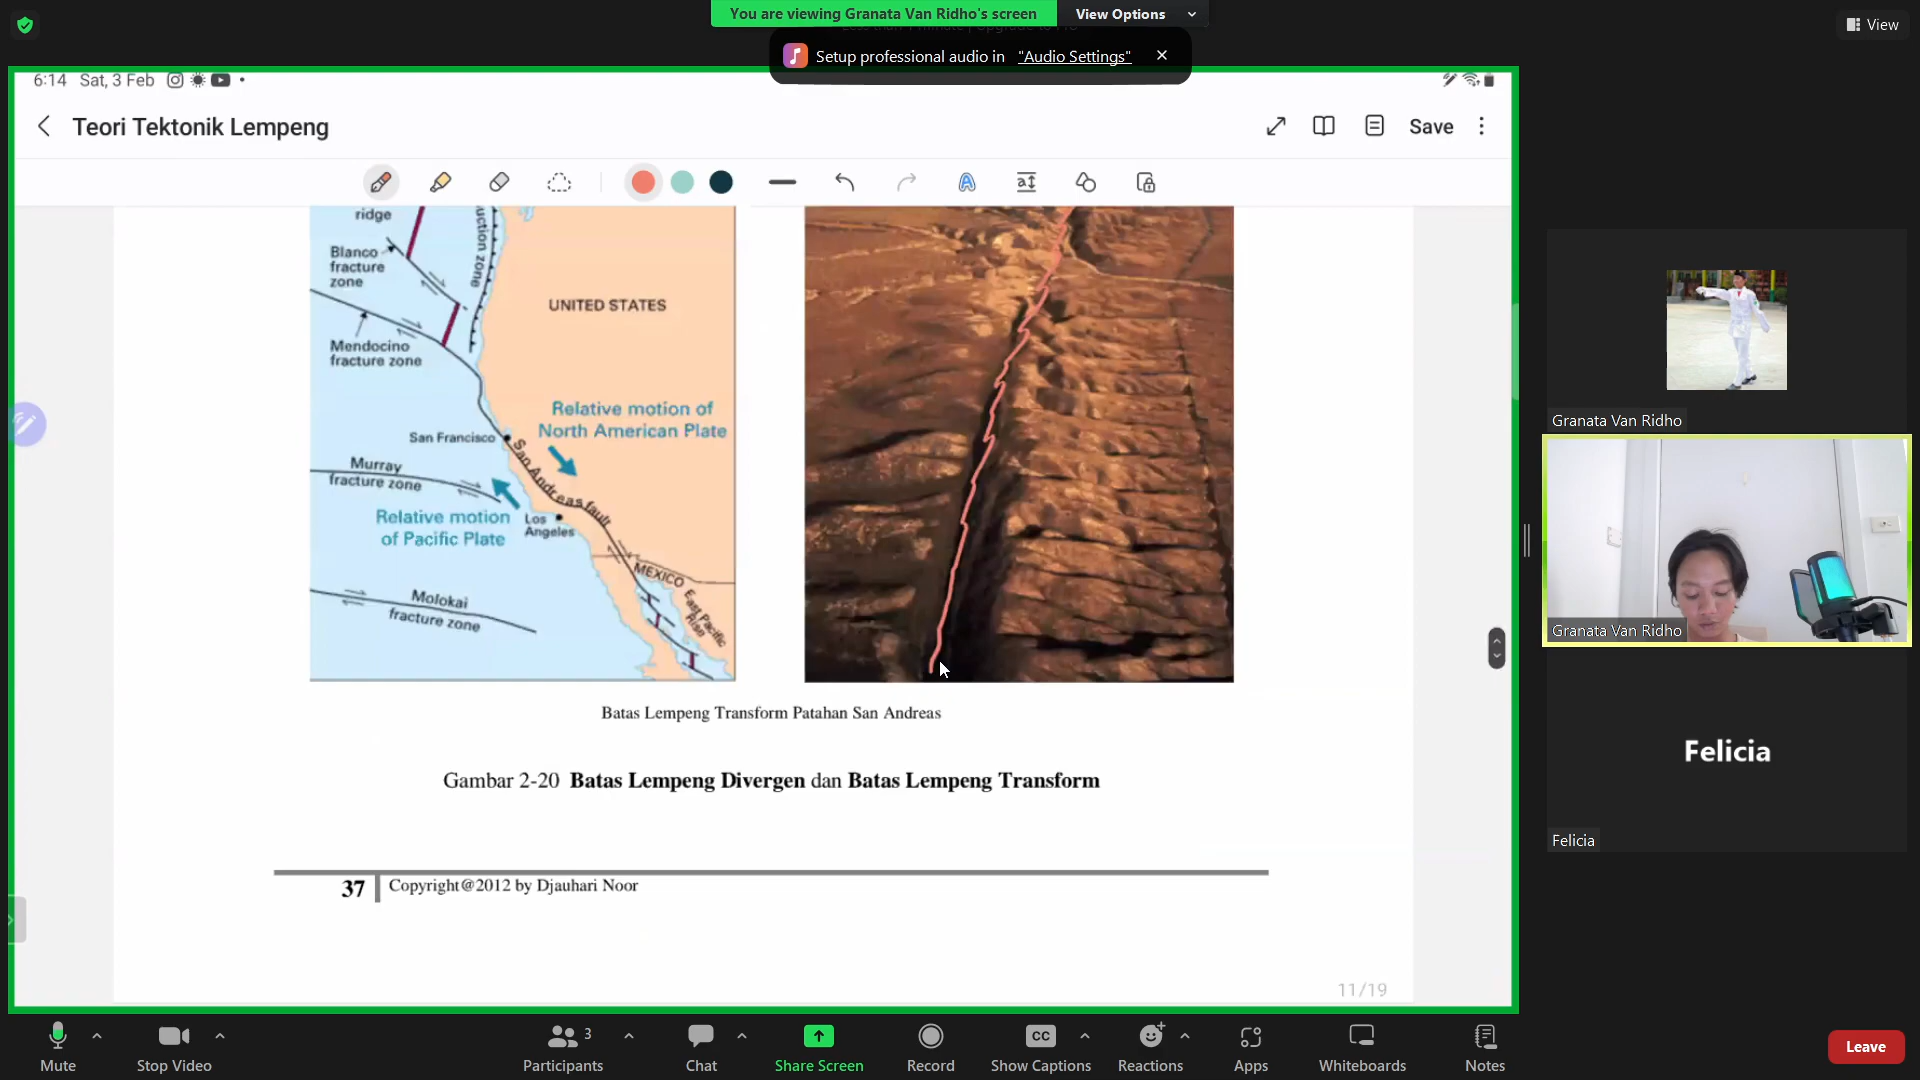 You are viewing Granata Van Ridho's screen
View Options
View
Setup professional audio in "Audio Settings"
6:14 Sat, 3 Feb
Teori Tektonik Lempeng
Save
ridge
Blanco
fracture
zone
zone
UNITED STATES
Mendocino
fracture zone
Relative motion of
North American Plate
San Francisco
San Andreas fault
Murray
fracture zone
Relative motion
of Pacific Plate
Los
Angeles
MEXICO
East Pacific
Rise
Molokai
fracture zone
Batas Lempeng Transform Patahan San Andreas
Gambar 2-20 Batas Lempeng Divergen dan Batas Lempeng Transform
37 Copyright@2012 by Djauhari Noor
11/19
Granata Van Ridho
Granata Van Ridho
Felicia
Felicia
Mute
Stop Video
3
Participants
Chat
Share Screen
Record
CC
Show Captions
Reactions
Apps
Whiteboards
Notes
Leave